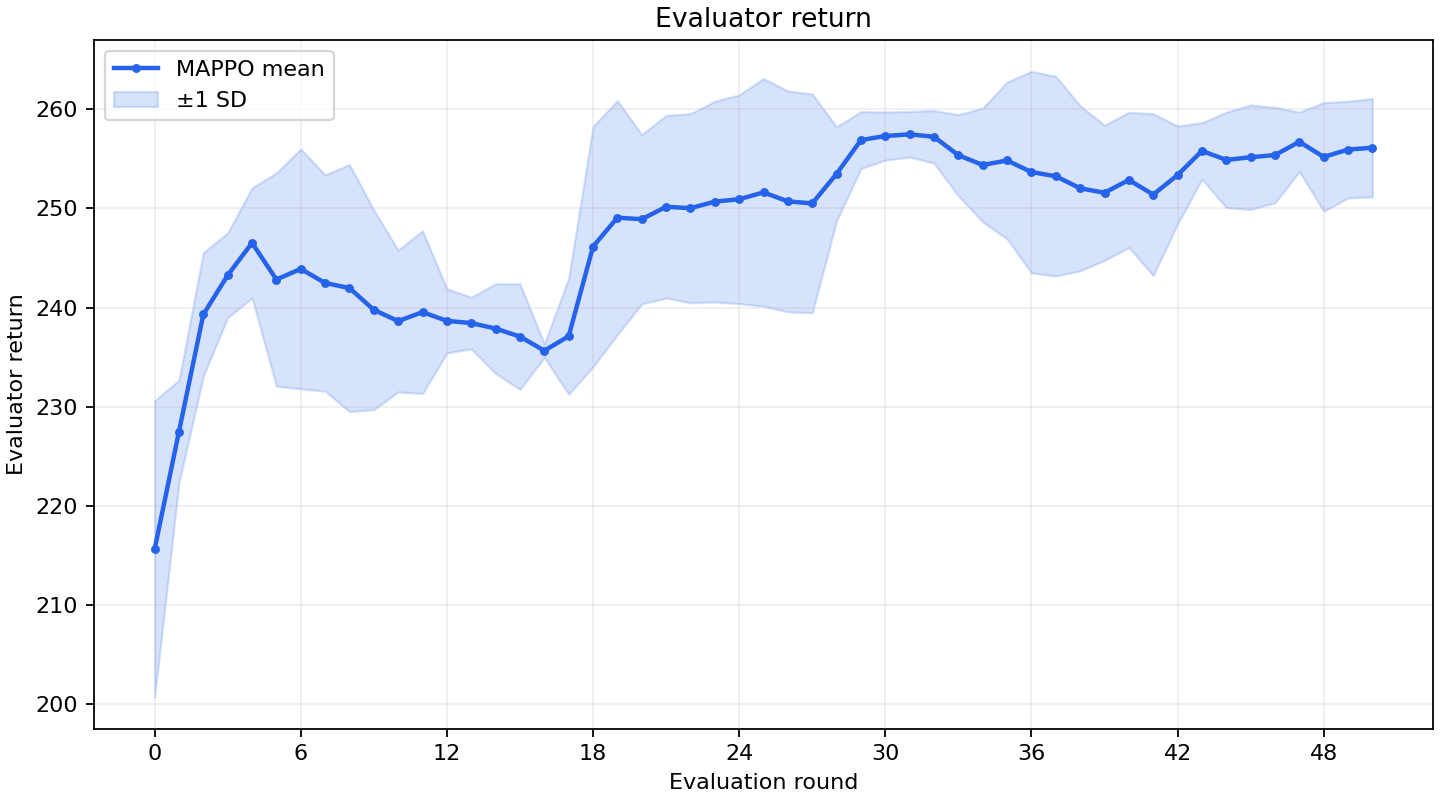 Evaluator return
MAPPO mean
±1 SD
Evaluator return
260
250
240
230
220
210
200
0 6 12 18 24 30 36 42 48
Evaluation round